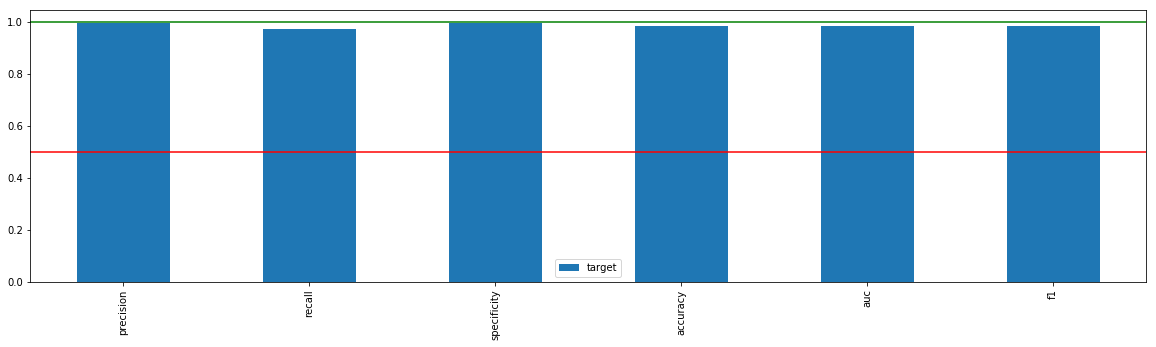 1.0
0.8
0.6
0.4
0.2
0.0
target
precision
recall
specificity
accuracy
auc
f1